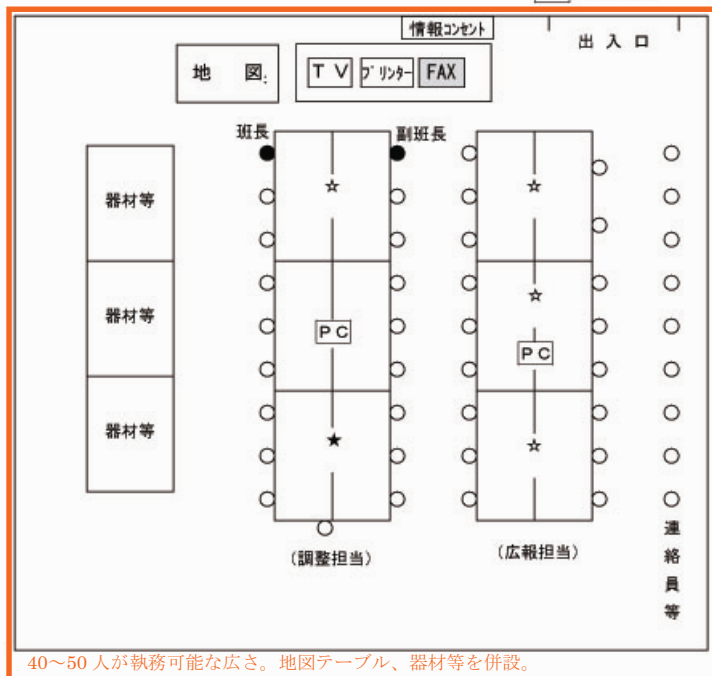 情報コンセント
出入口
地 図
TV プリンター FAX
班長
副班長
器材等
☆
☆
器材等
☆
PC
PC
器材等
★
☆
(調整担当)
(広報担当)
連絡員等
40～50 人が執務可能な広さ。地図テーブル、器材等を併設。